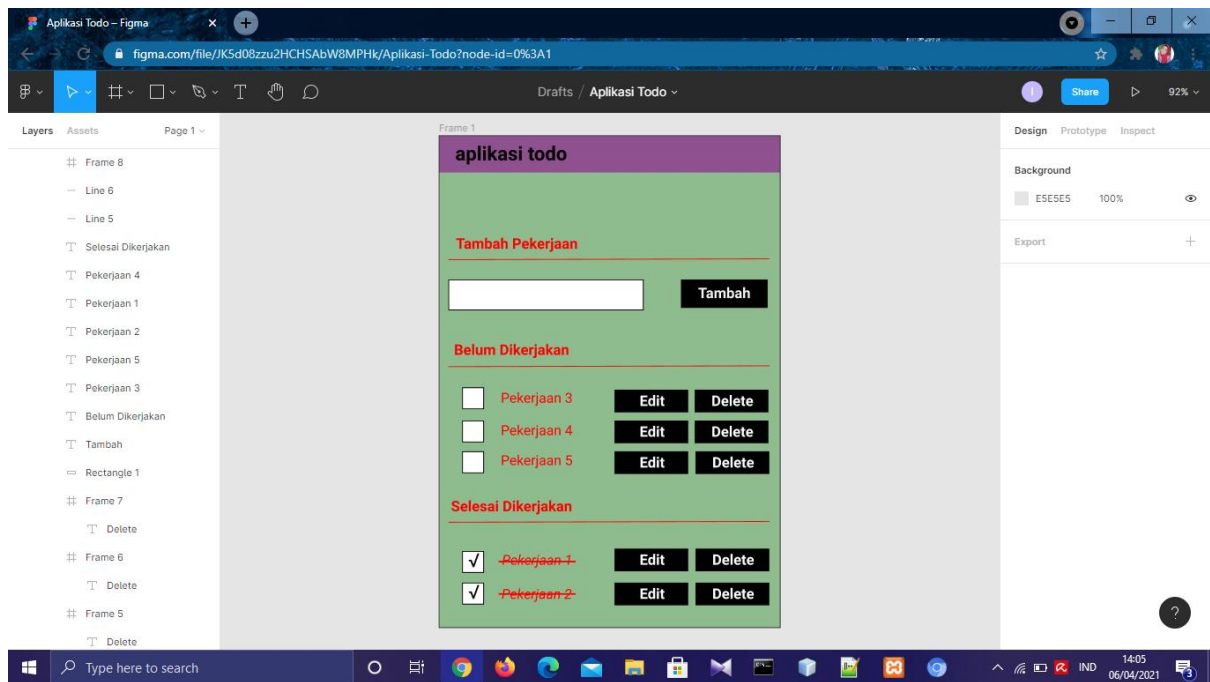 Aplikasi Todo – Figma
figma.com/file/JK5d08zzu2HCHSAbW8MPHk/Aplikasi-Todo?node-id=0%3A1
Drafts / Aplikasi Todo
I
Share
92%
Layers Assets Page 1
Frame 8
Line 6
Line 5
Selesai Dikerjakan
Pekerjaan 4
Pekerjaan 1
Pekerjaan 2
Pekerjaan 5
Pekerjaan 3
Belum Dikerjakan
Tambah
Rectangle 1
Frame 7
Delete
Frame 6
Delete
Frame 5
Delete
Frame 1
aplikasi todo
Tambah Pekerjaan
Tambah
Belum Dikerjakan
Pekerjaan 3 Edit Delete
Pekerjaan 4 Edit Delete
Pekerjaan 5 Edit Delete
Selesai Dikerjakan
√ Pekerjaan 1 Edit Delete
√ Pekerjaan 2 Edit Delete
Design Prototype Inspect
Background
E5E5E5 100%
Export
?
Type here to search
IND
14:05
06/04/2021
3